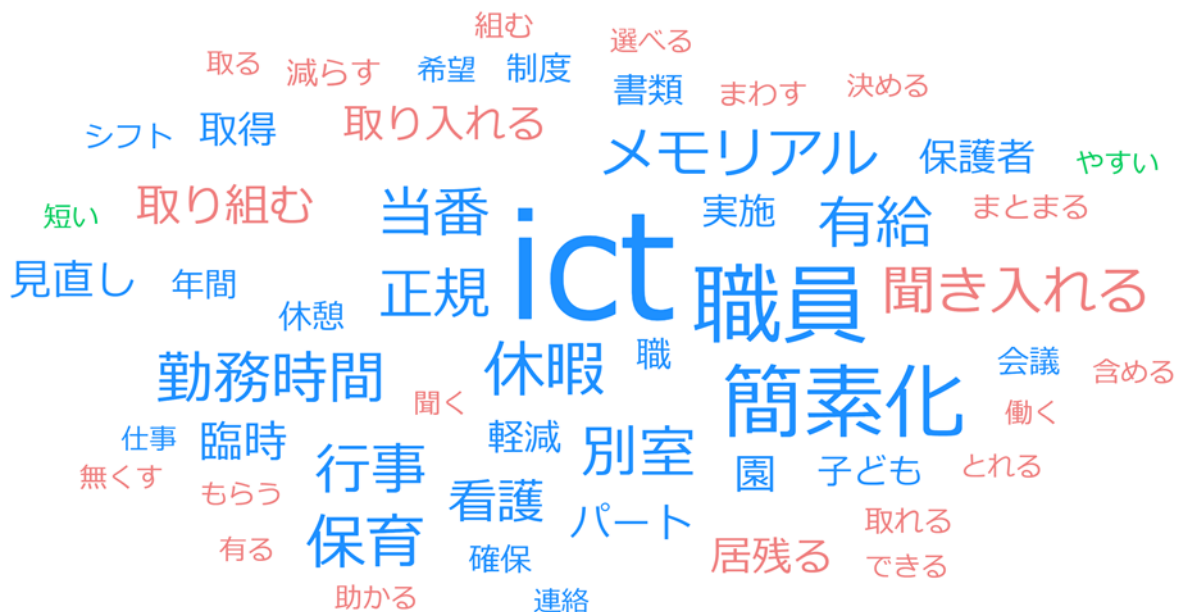 組む
選べる
取る
減らす
希望
制度
書類
まわす
決める
シフト
取得
取り入れる
メモリアル
保護者
やすい
短い
取り組む
当番
ict
実施
有給
まとまる
見直し
年間
休憩
正規
職員
聞き入れる
勤務時間
休暇
職
簡素化
会議
含める
聞く
働く
仕事
臨時
行事
軽減
別室
園
子ども
とれる
無くす
もらう
看護
パート
取れる
有る
保育
確保
居残る
できる
助かる
連絡